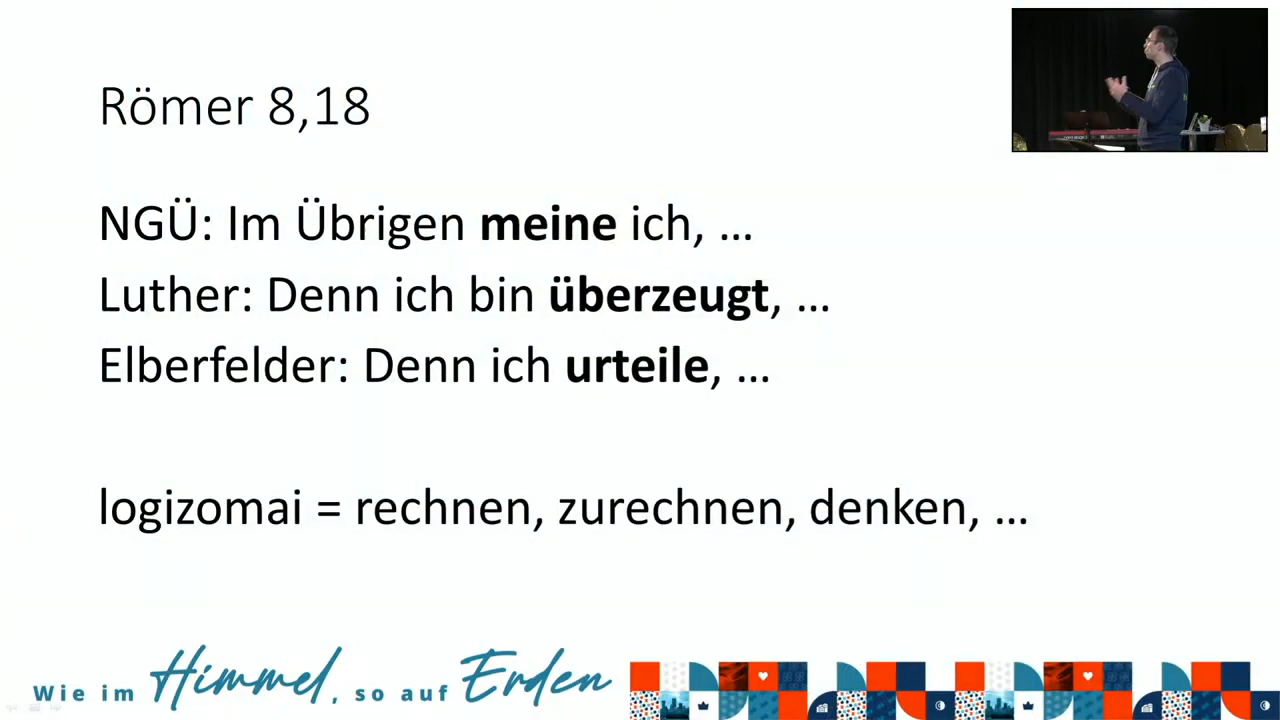 Römer 8,18
NGÜ: Im Übrigen meine ich, ...
Luther: Denn ich bin überzeugt, ...
Elberfelder: Denn ich urteile, ...
logizomai = rechnen, zurechnen, denken, ...
Wie im Himmel, so auf Erden